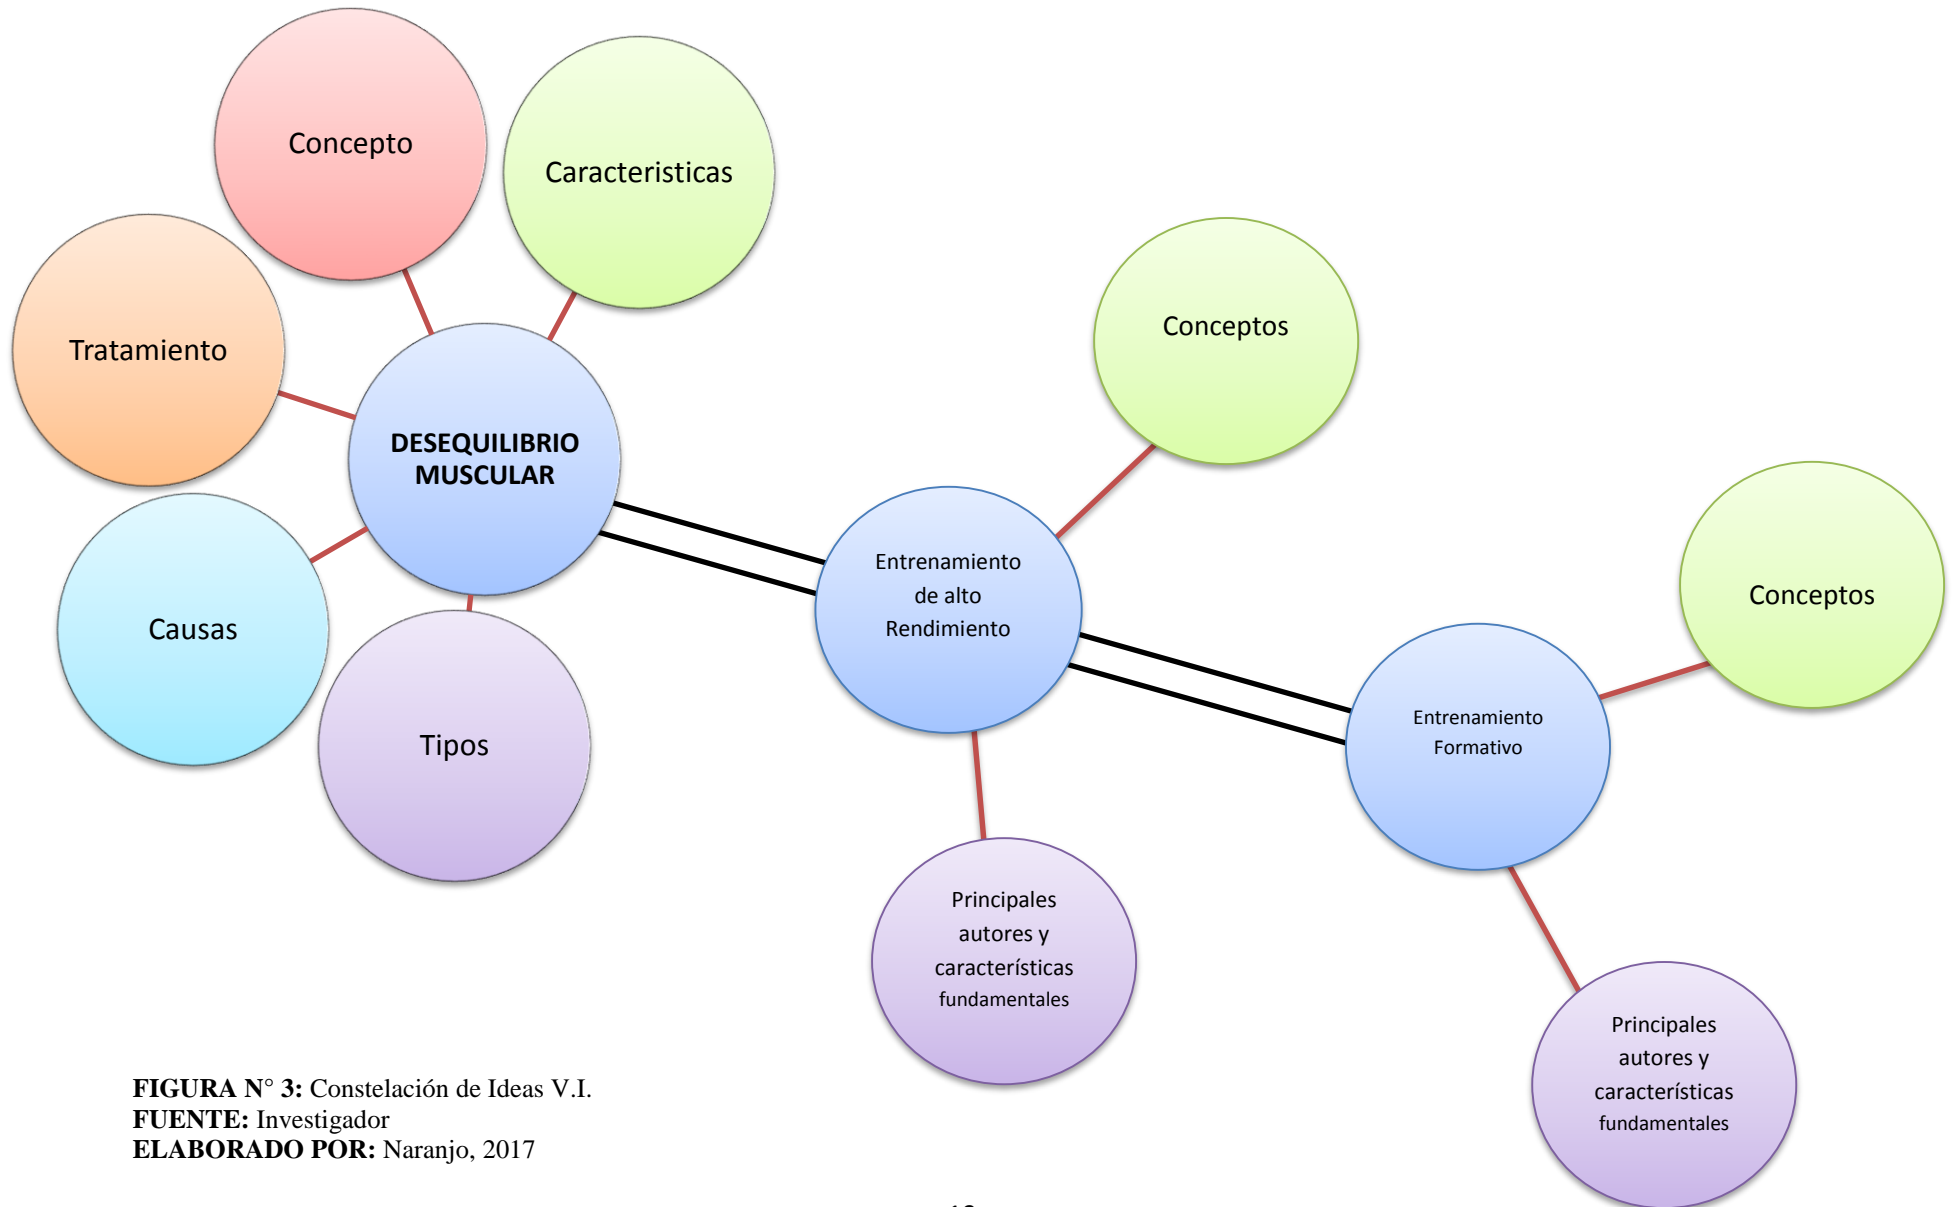 Concepto
Caracteristicas
Tratamiento
DESEQUILIBRIO
MUSCULAR
Causas
Tipos
Conceptos
Entrenamiento
de alto
Rendimiento
Principales
autores y
características
fundamentales
Conceptos
Entrenamiento
Formativo
Principales
autores y
características
fundamentales
FIGURA N° 3: Constelación de Ideas V.I.
FUENTE: Investigador
ELABORADO POR: Naranjo, 2017